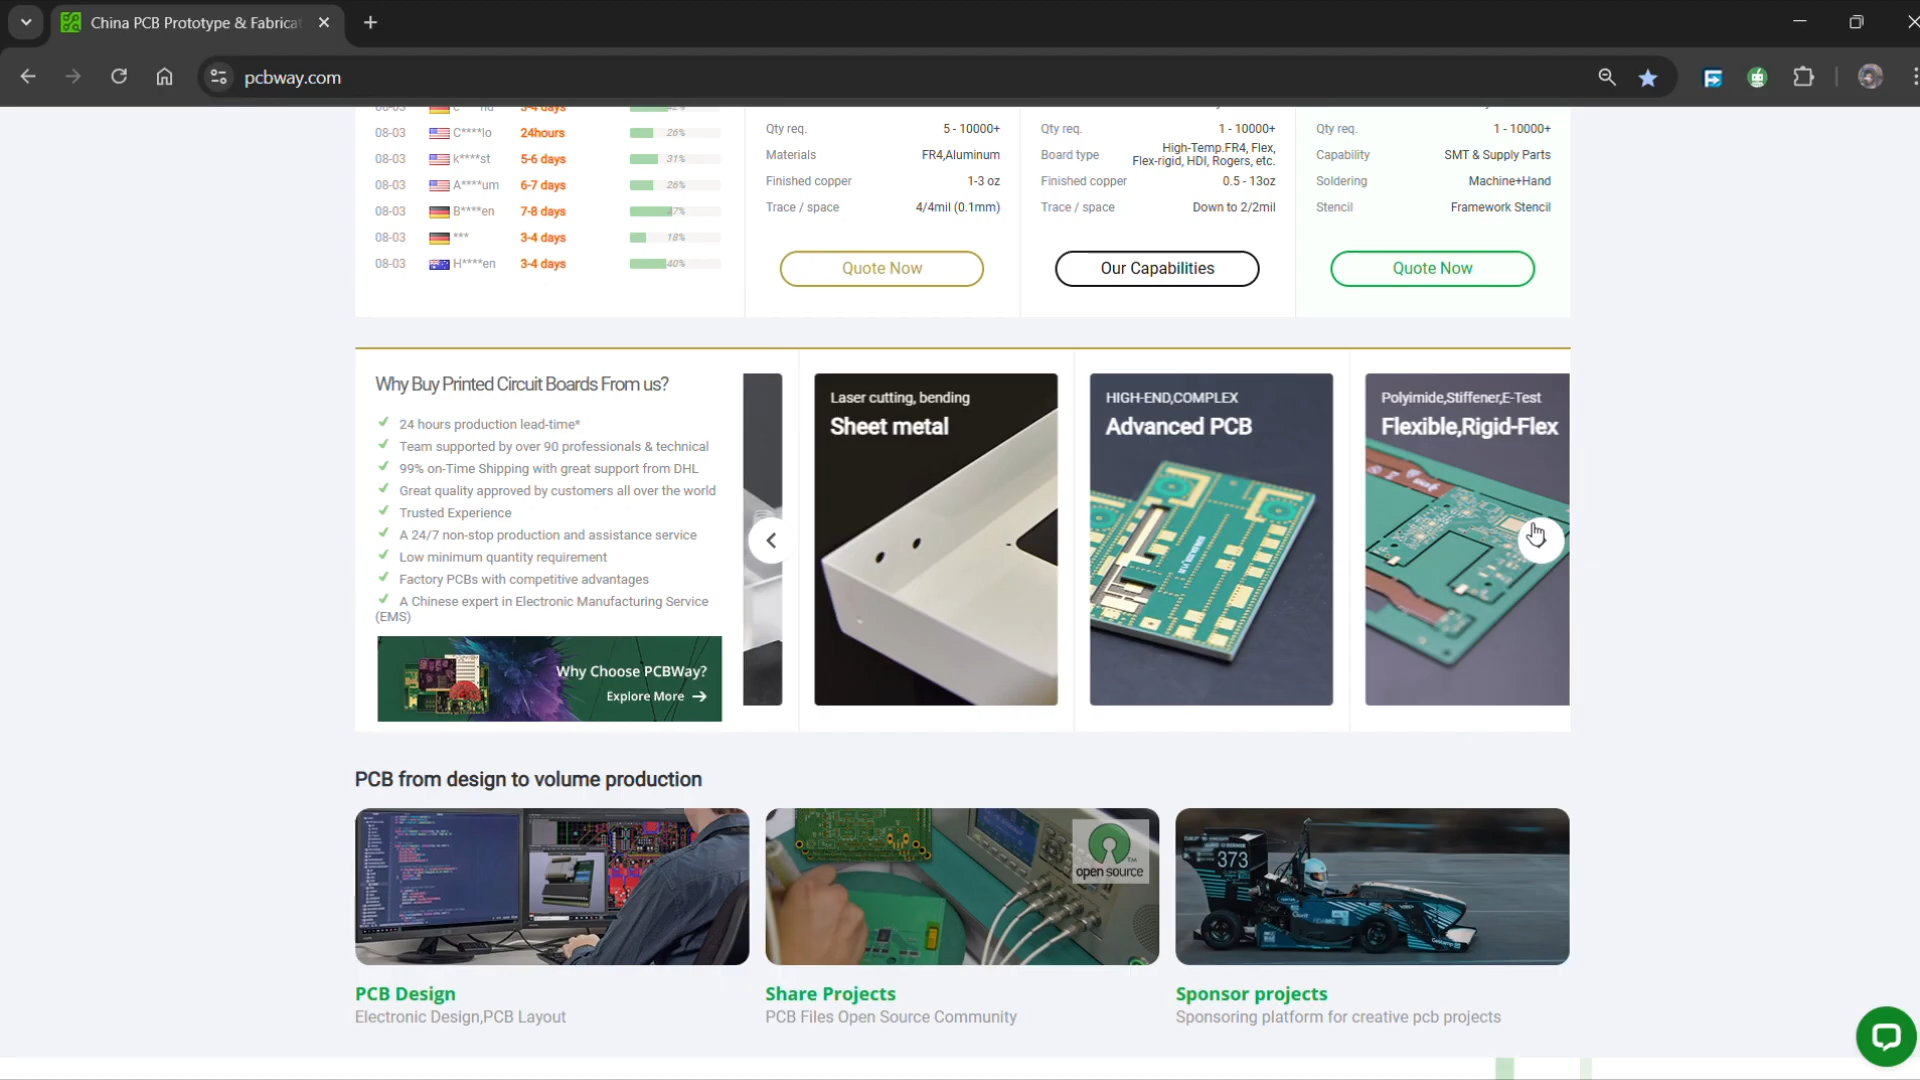 China PCB Prototype & Fabricat
pcbway.com
3-4 days
08-03 C****lo 24hours 26%
08-03 k****st 5-6 days 31%
08-03 A****um 6-7 days 26%
08-03 B****en 7-8 days 47%
08-03 *** 3-4 days 18%
08-03 H****en 3-4 days 40%
Qty req. 5 - 10000+
Materials FR4,Aluminum
Finished copper 1-3 oz
Trace / space 4/4mil (0.1mm)
Quote Now
Qty req. 1 - 10000+
Board type High-Temp.FR4, Flex,
Flex-rigid, HDI, Rogers, etc.
Finished copper 0.5 - 13oz
Trace / space Down to 2/2mil
Our Capabilities
Qty req. 1 - 10000+
Capability SMT & Supply Parts
Soldering Machine+Hand
Stencil Framework Stencil
Quote Now
Why Buy Printed Circuit Boards From us?
24 hours production lead-time*
Team supported by over 90 professionals & technical
99% on-Time Shipping with great support from DHL
Great quality approved by customers all over the world
Trusted Experience
A 24/7 non-stop production and assistance service
Low minimum quantity requirement
Factory PCBs with competitive advantages
A Chinese expert in Electronic Manufacturing Service
(EMS)
Why Choose PCBWay?
Explore More
Laser cutting, bending
Sheet metal
HIGH-END,COMPLEX
Advanced PCB
Polyimide,Stiffener,E-Test
Flexible,Rigid-Flex
PCB from design to volume production
open source
TM
373
PCB Design
Electronic Design,PCB Layout
Share Projects
PCB Files Open Source Community
Sponsor projects
Sponsoring platform for creative pcb projects